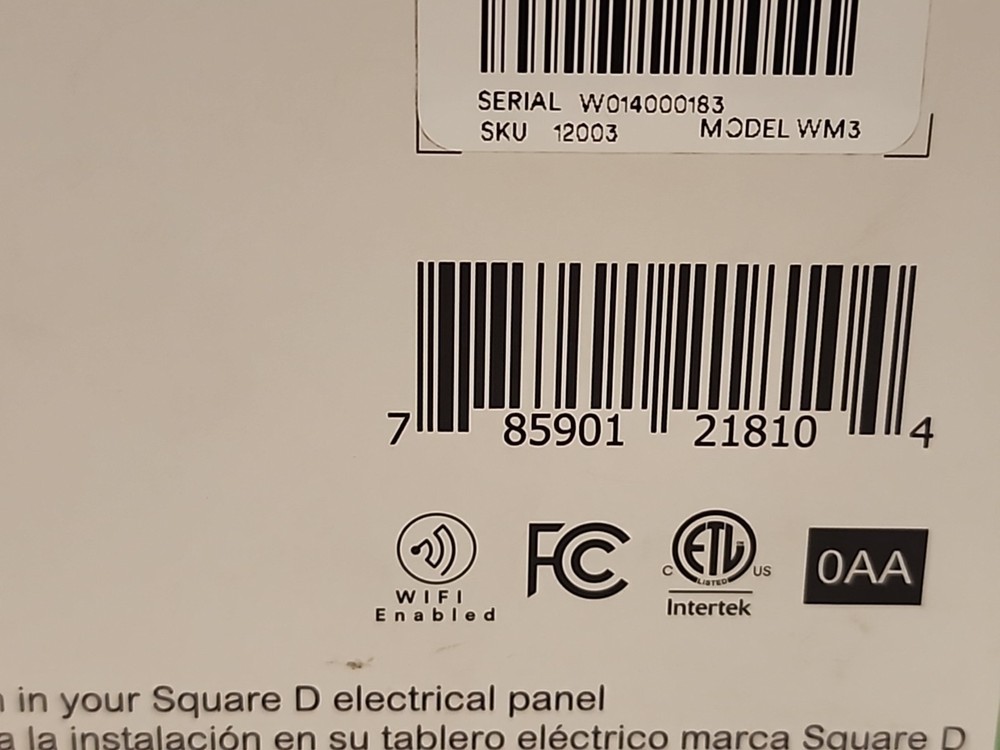 SERIAL W014000183
SKU 12003 MODEL WM3
7 85901 21810 4
WIFI
Enabled
FC
C ETL US
LISTED
Intertek
0AA
in your Square D electrical panel
a la instalación en su tablero eléctrico marca Square D